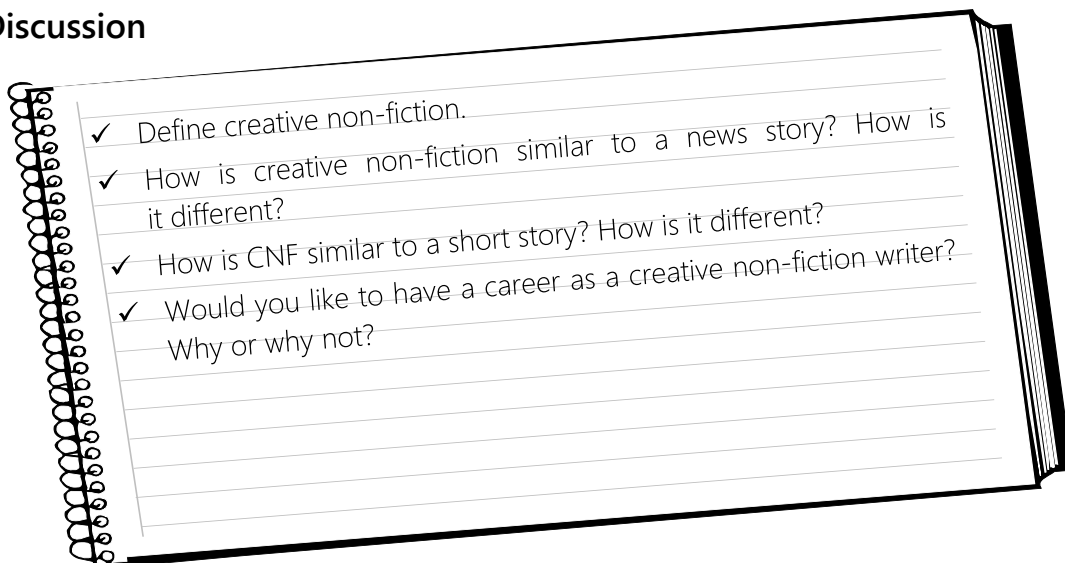 Discussion
✓ Define creative non-fiction.
✓ How is creative non-fiction similar to a news story? How is
it different?
✓ How is CNF similar to a short story? How is it different?
✓ Would you like to have a career as a creative non-fiction writer?
Why or why not?